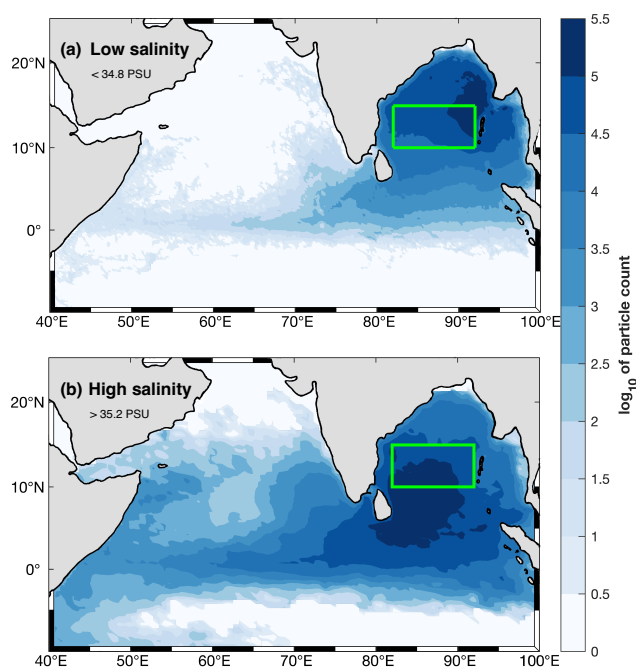 (a) Low salinity
< 34.8 PSU
20°N
10°N
0°
40°E 50°E 60°E 70°E 80°E 90°E 100°E
(b) High salinity
> 35.2 PSU
20°N
10°N
0°
40°E 50°E 60°E 70°E 80°E 90°E 100°E
5.5
5
4.5
4
3.5
3
2.5
2
1.5
1
0.5
0
log10 of particle count